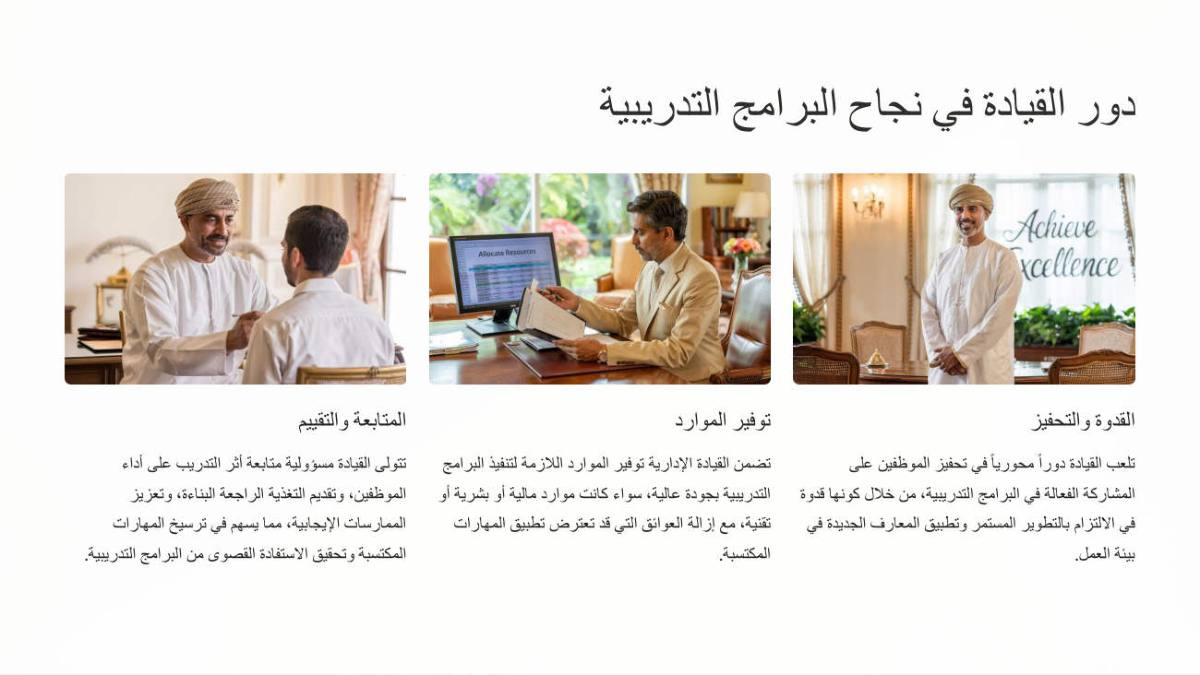 دور القيادة في نجاح البرامج التدريبية
Achieve
Excellence
القدوة والتحفيز
تلعب القيادة دوراً محورياً في تحفيز الموظفين على
المشاركة الفعالة في البرامج التدريبية، من خلال كونها قدوة
في الالتزام بالتطوير المستمر وتطبيق المعارف الجديدة في
بيئة العمل.
Allocate Resources
توفير الموارد
تضمن القيادة الإدارية توفير الموارد اللازمة لتنفيذ البرامج
التدريبية بجودة عالية، سواء كانت موارد مالية أو بشرية أو
تقنية، مع إزالة العوائق التي قد تعترض تطبيق المهارات
المكتسبة.
المتابعة والتقييم
تتولى القيادة مسؤولية متابعة أثر التدريب على أداء
الموظفين، وتقديم التغذية الراجعة البناءة، وتعزيز
الممارسات الإيجابية، مما يسهم في ترسيخ المهارات
المكتسبة وتحقيق الاستفادة القصوى من البرامج التدريبية.